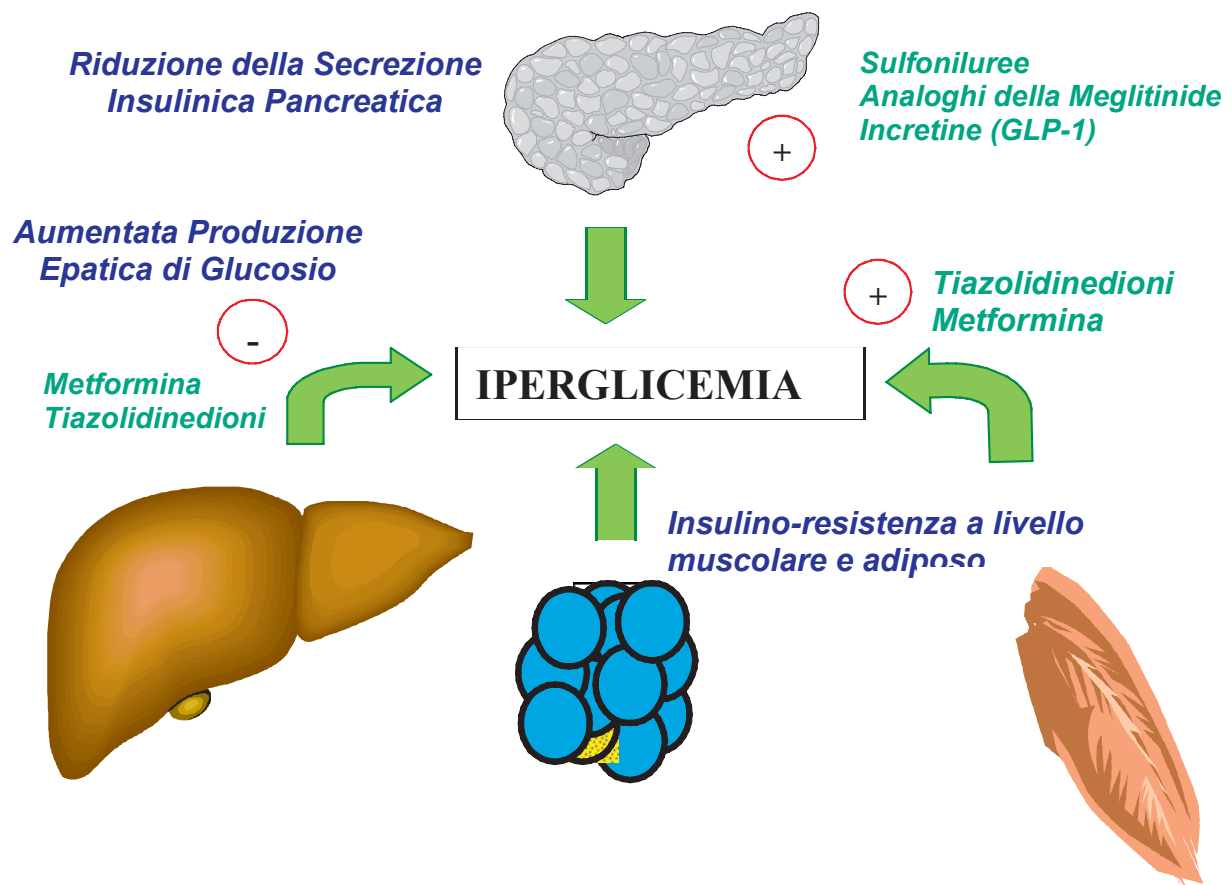 Riduzione della Secrezione
Insulinica Pancreatica
Sulfoniluree
Analoghi della Meglitinide
Incretine (GLP-1)
+
Aumentata Produzione
Epatica di Glucosio
-
Metformina
Tiazolidinedioni
+
Tiazolidinedioni
Metformina
IPERGLICEMIA
Insulino-resistenza a livello
muscolare e adiposo